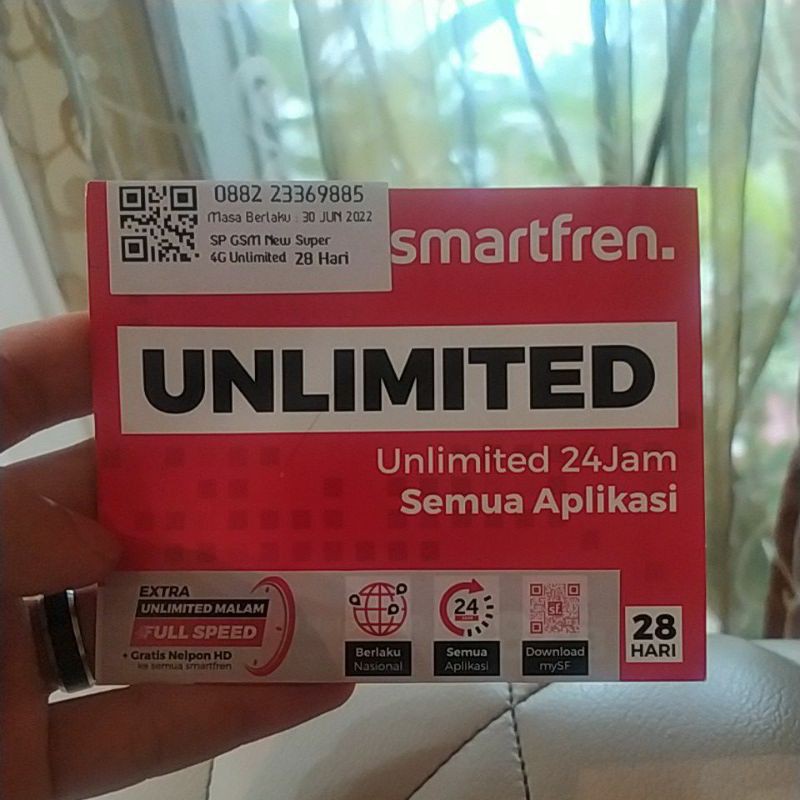 0882 23369885
Masa Berlaku : 30 JUN 2022
SP GSM New Super
4G Unlimited 28 Hari
smartfren.
UNLIMITED
Unlimited 24Jam
Semua Aplikasi
EXTRA
UNLIMITED MALAM
FULL SPEED
+ Gratis Nelpon HD
ke semua smartfren
Berlaku
Nasional
24
Semua
Aplikasi
sf.
Download
mySF
28
HARI